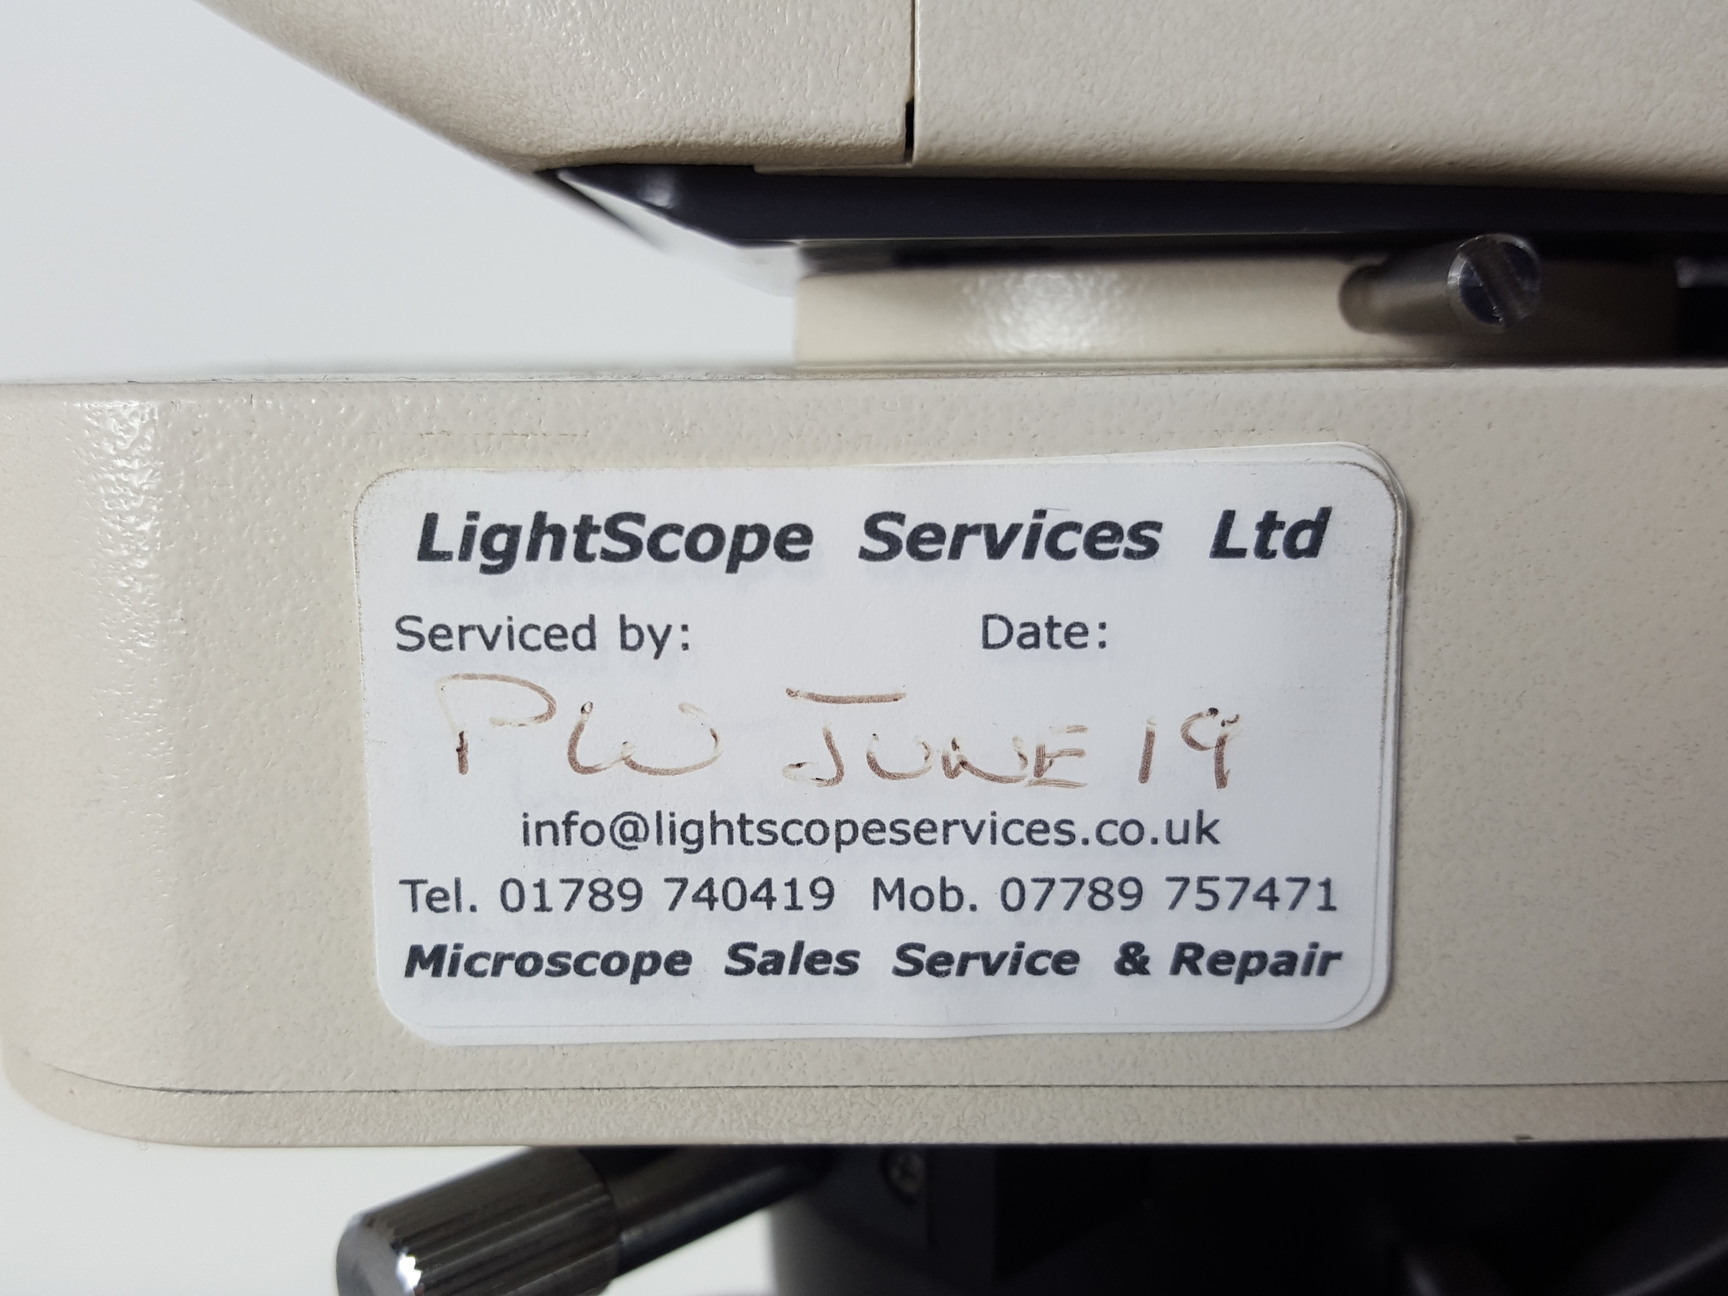 LightScope Services Ltd
Serviced by: Date:
PW JUNE 19
info@lightscopeservices.co.uk
Tel. 01789 740419 Mob. 07789 757471
Microscope Sales Service & Repair